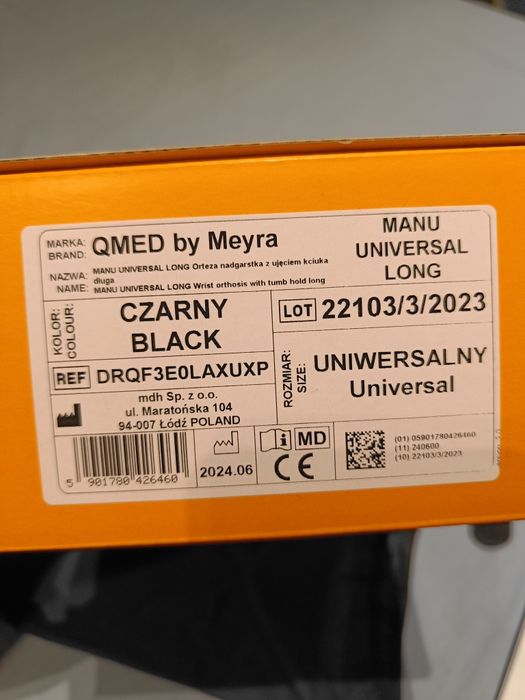 MARKA: QMED by Meyra
BRAND:
MANU UNIVERSAL LONG
NAZWA: MANU UNIVERSAL LONG Orteza nadgarstka z ujęciem kciuka długa
NAME: MANU UNIVERSAL LONG Wrist orthosis with tumb hold long
KOLOR: CZARNY
COLOUR: BLACK
LOT 22103/3/2023
REF DRQF3E0LAXUXP
ROZMIAR: UNIWERSALNY
SIZE: Universal
mdh Sp. z o.o.
ul. Maratońska 104
94-007 Łódź POLAND
5 901780 426460
2024.06
i MD
CE
(01) 05901780426460
(11) 240600
(10) 22103/3/2023